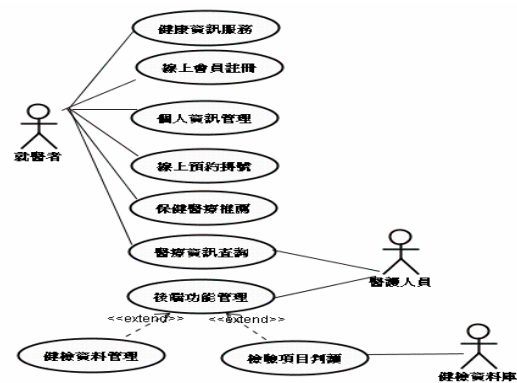 健康資訊服務
線上會員註冊
個人資訊管理
就醫者
線上預約掛號
保健醫療推薦
醫療資訊查詢
醫護人員
後端功能管理
<<extend>>
<<extend>>
健檢資料管理
檢驗項目判讀
健檢資料庫